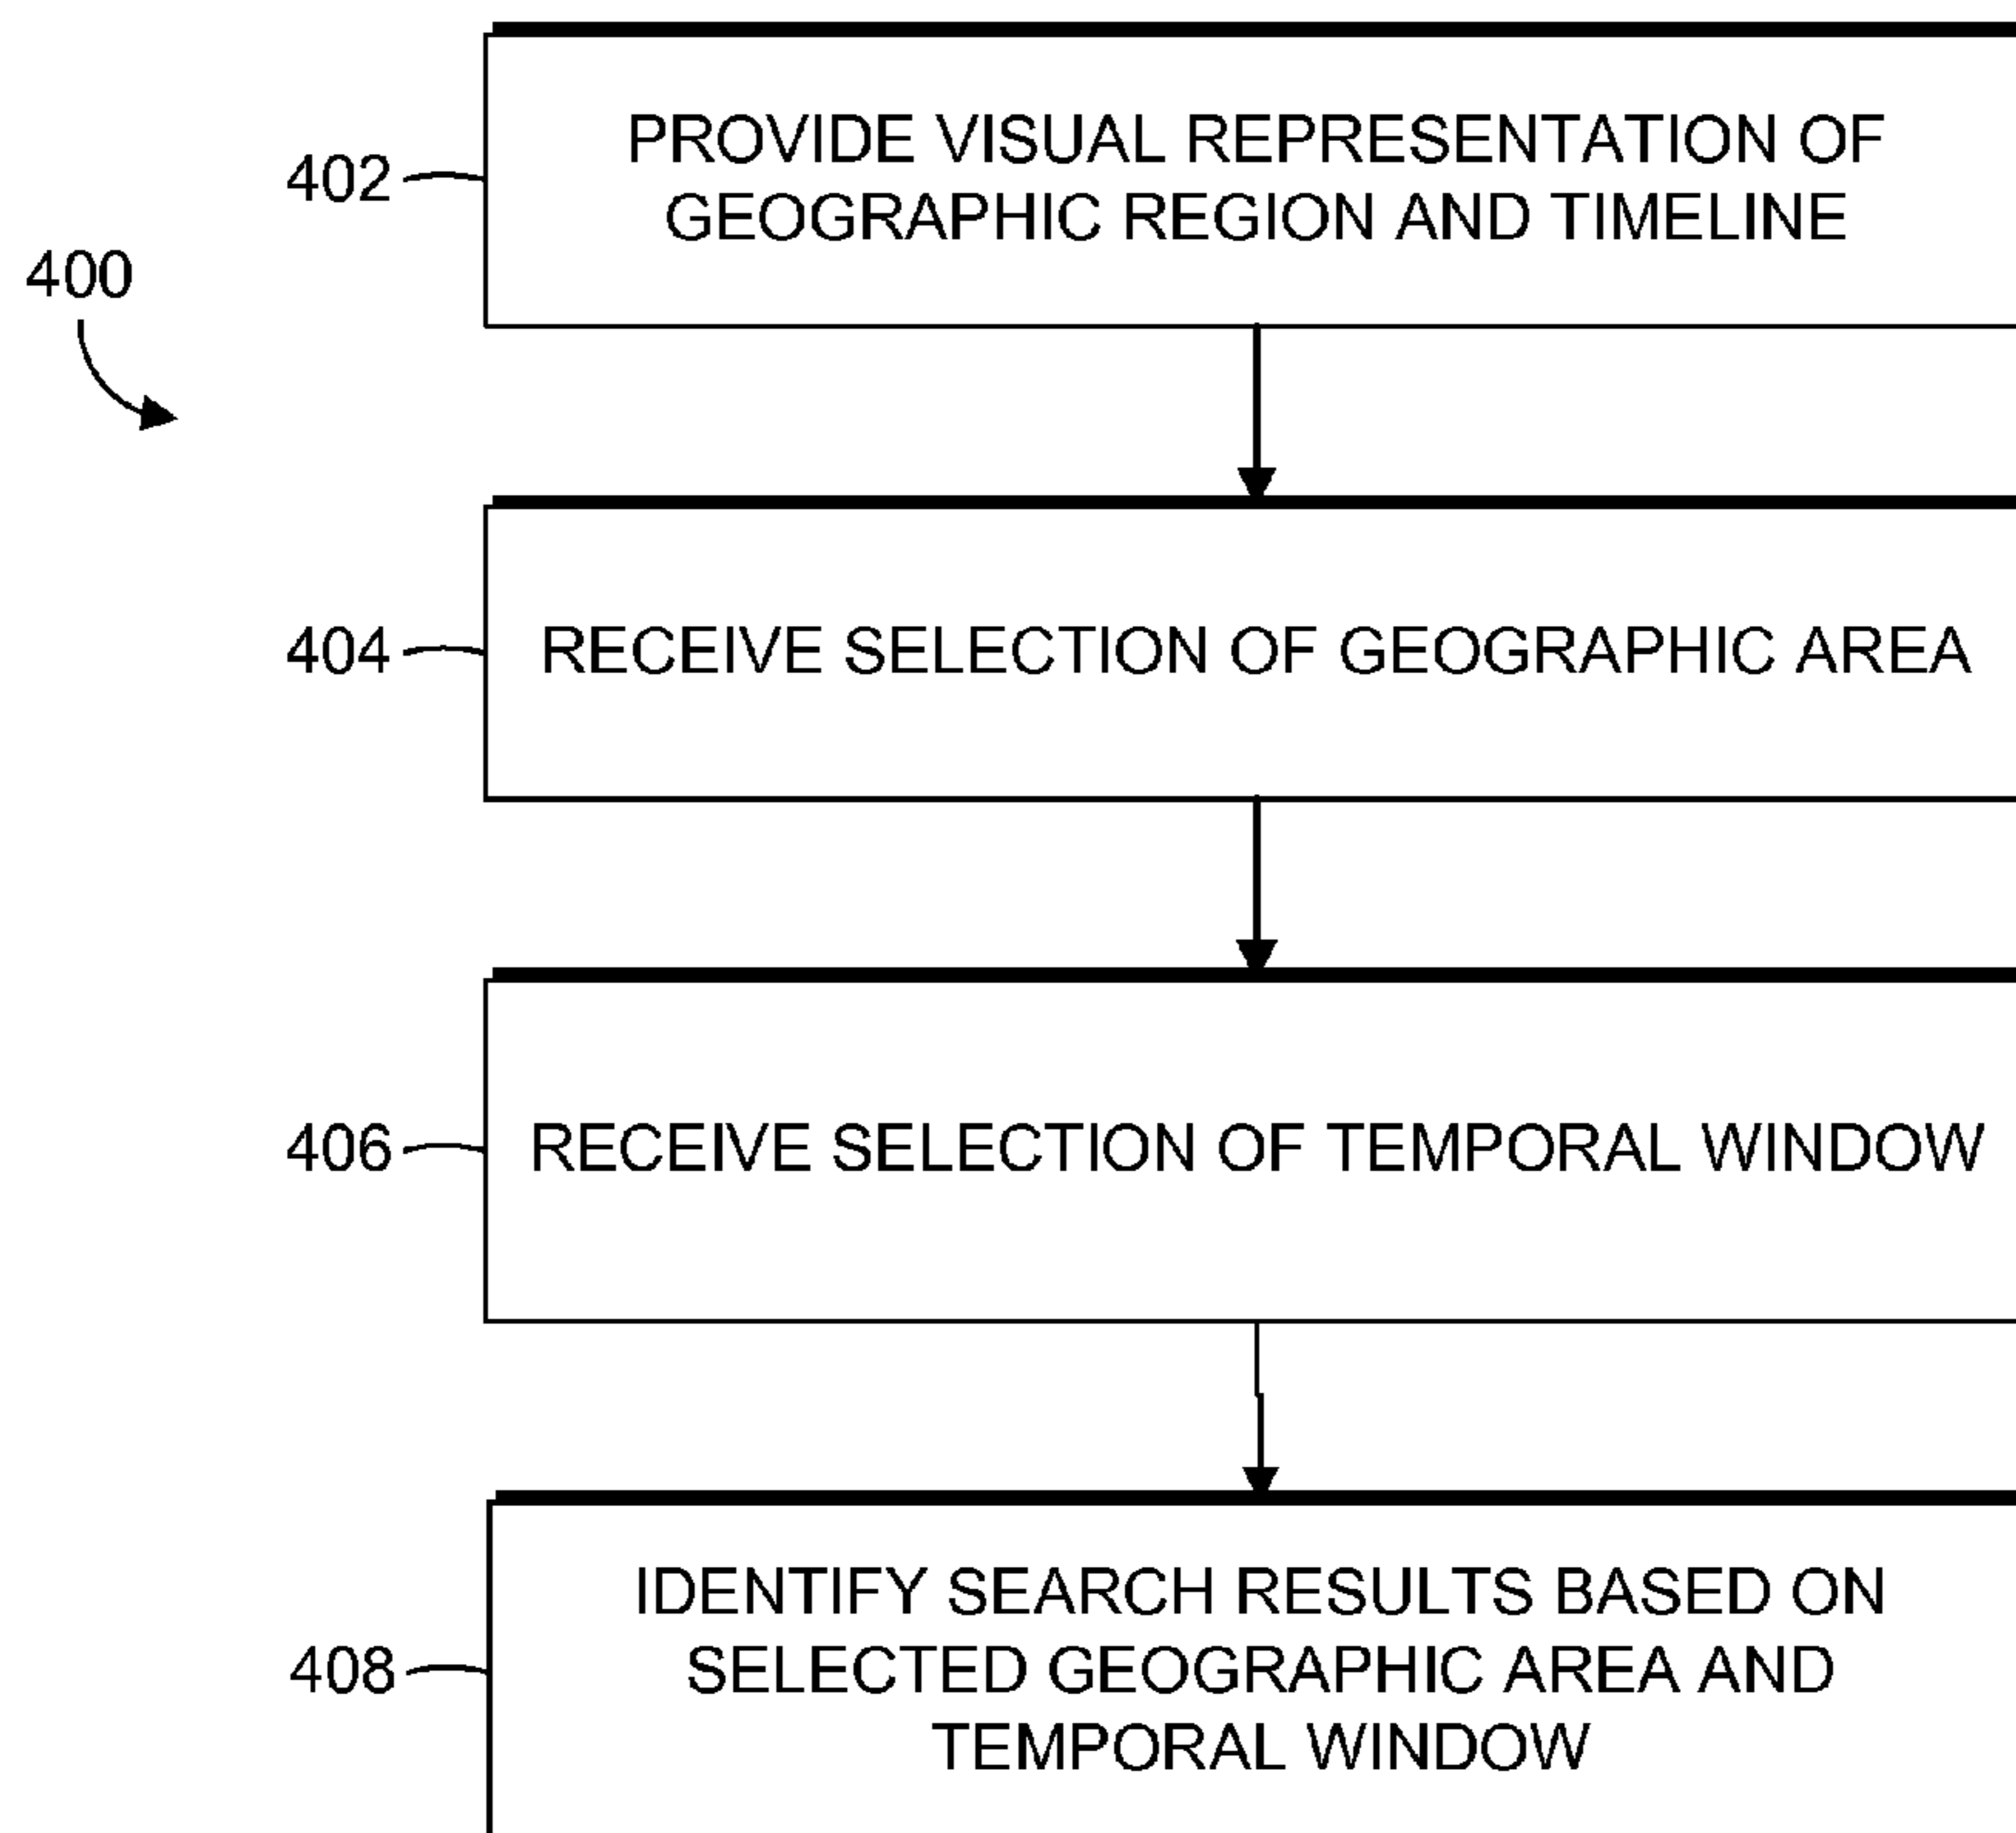 402
PROVIDE VISUAL REPRESENTATION OF
GEOGRAPHIC REGION AND TIMELINE
400
404
RECEIVE SELECTION OF GEOGRAPHIC AREA
406
RECEIVE SELECTION OF TEMPORAL WINDOW
408
IDENTIFY SEARCH RESULTS BASED ON
SELECTED GEOGRAPHIC AREA AND
TEMPORAL WINDOW